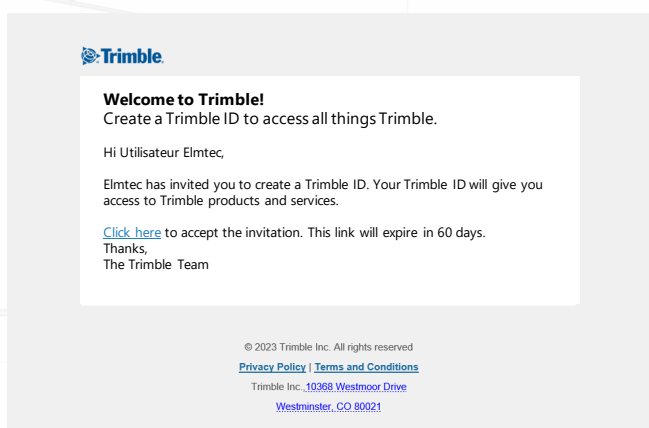 Trimble.
Welcome to Trimble!
Create a Trimble ID to access all things Trimble.
Hi Utilisateur Elmtec,
Elmtec has invited you to create a Trimble ID. Your Trimble ID will give you
access to Trimble products and services.
Click here to accept the invitation. This link will expire in 60 days.
Thanks,
The Trimble Team
© 2023 Trimble Inc. All rights reserved
Privacy Policy | Terms and Conditions
Trimble Inc., 10368 Westmoor Drive
Westminster, CO 80021